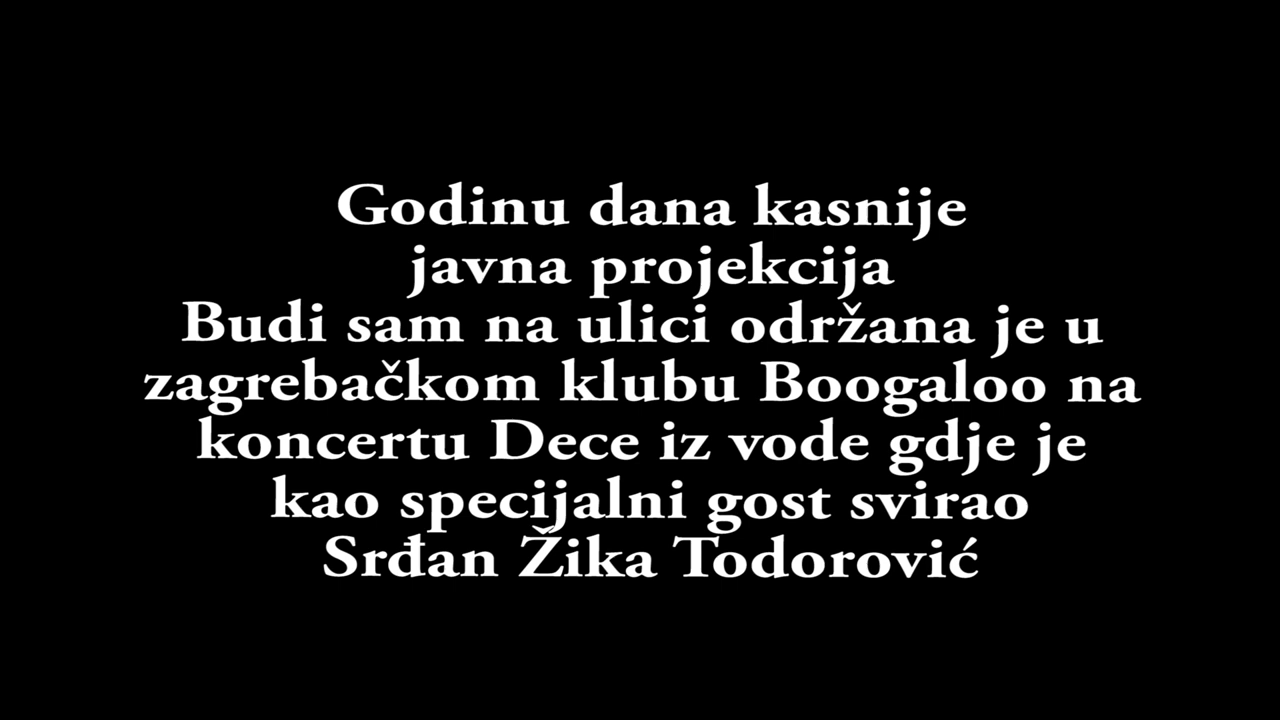 Godinu dana kasnije
javna projekcija
Budi sam na ulici održana je u
zagrebačkom klubu Boogaloo na
koncertu Dece iz vode gdje je
kao specijalni gost svirao
Srđan Žika Todorović